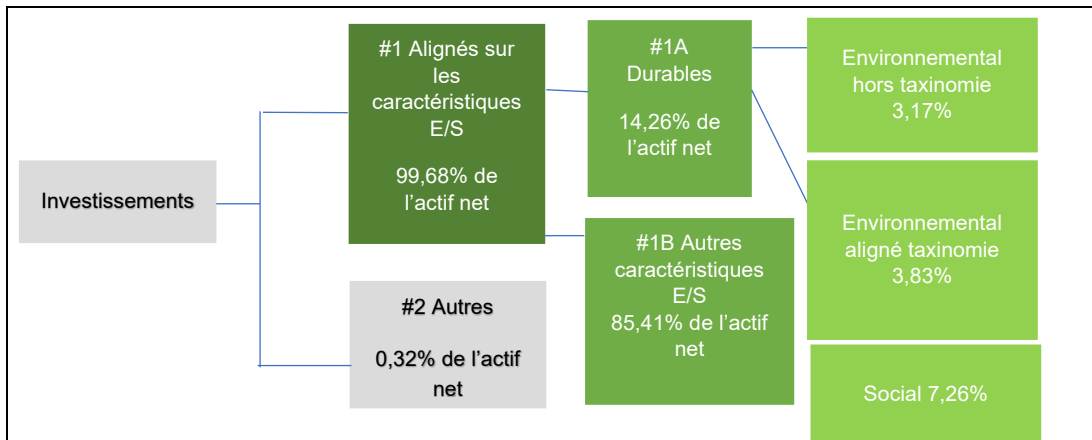 Investissements
#1 Alignés sur
les
caractéristiques
E/S
99,68% de
l’actif net
#2 Autres
0,32% de l’actif
net
#1A
Durables
14,26% de
l’actif net
#1B Autres
caractéristiques
E/S
85,41% de l’actif
net
Environnemental
hors taxinomie
3,17%
Environnemental
aligné taxinomie
3,83%
Social 7,26%